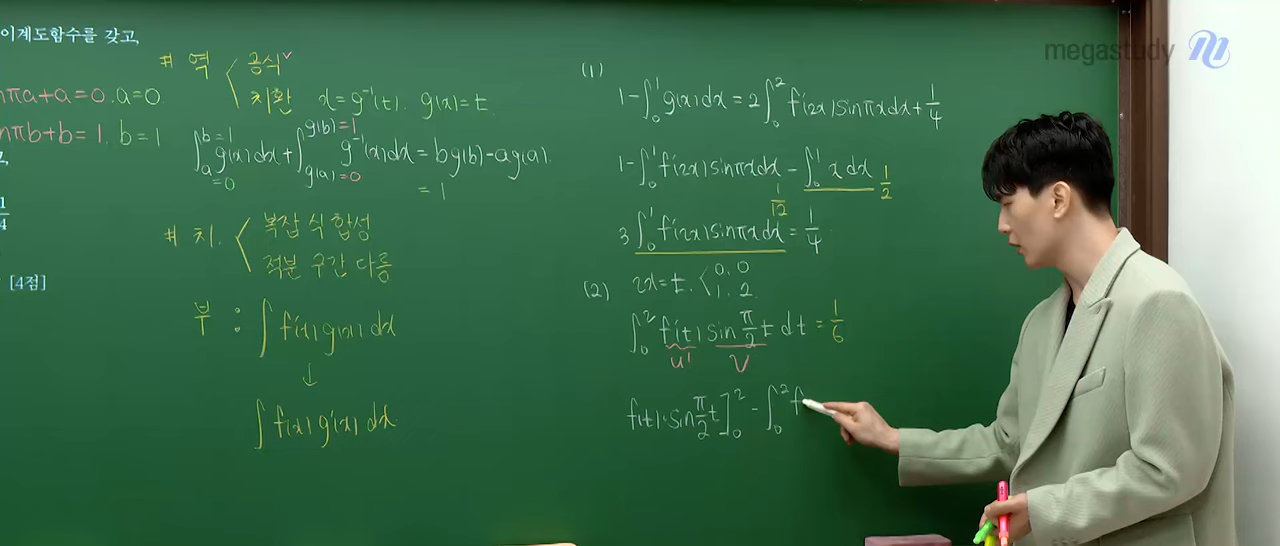 이계도함수를 갖고,
nπa+a=0. a=0.
nπb+b=1. b=1
1/4
[4점]
# 역 < 공식
치환 x=g⁻¹(t). g(x)=t.
∫_{a=0}^{b=1} g(x)dx + ∫_{g(a)=0}^{g(b)=1} g⁻¹(x)dx = bg(b)-ag(a).
= 1
# 치. < 복잡 식 합성
적분 구간 다름
부 : ∫f'(x)g(x)dx
↓
∫f(x)g'(x)dx
(1)
1-∫_0^1 g(x)dx = 2∫_0^2 f'(2x)sinπx dx + 1/4
1-∫_0^1 f'(2x)sinπx dx - ∫_0^1 x dx 1/2
1/12
3∫_0^1 f'(2x)sinπx dx = 1/4.
(2) 2x=t. < 0. 0
1. 2
∫_0^2 f'(t)sin π/2 t dt = 1/6
u' v
f(t)·sin π/2 t]_0^2 - ∫_0^2 f
megastudy